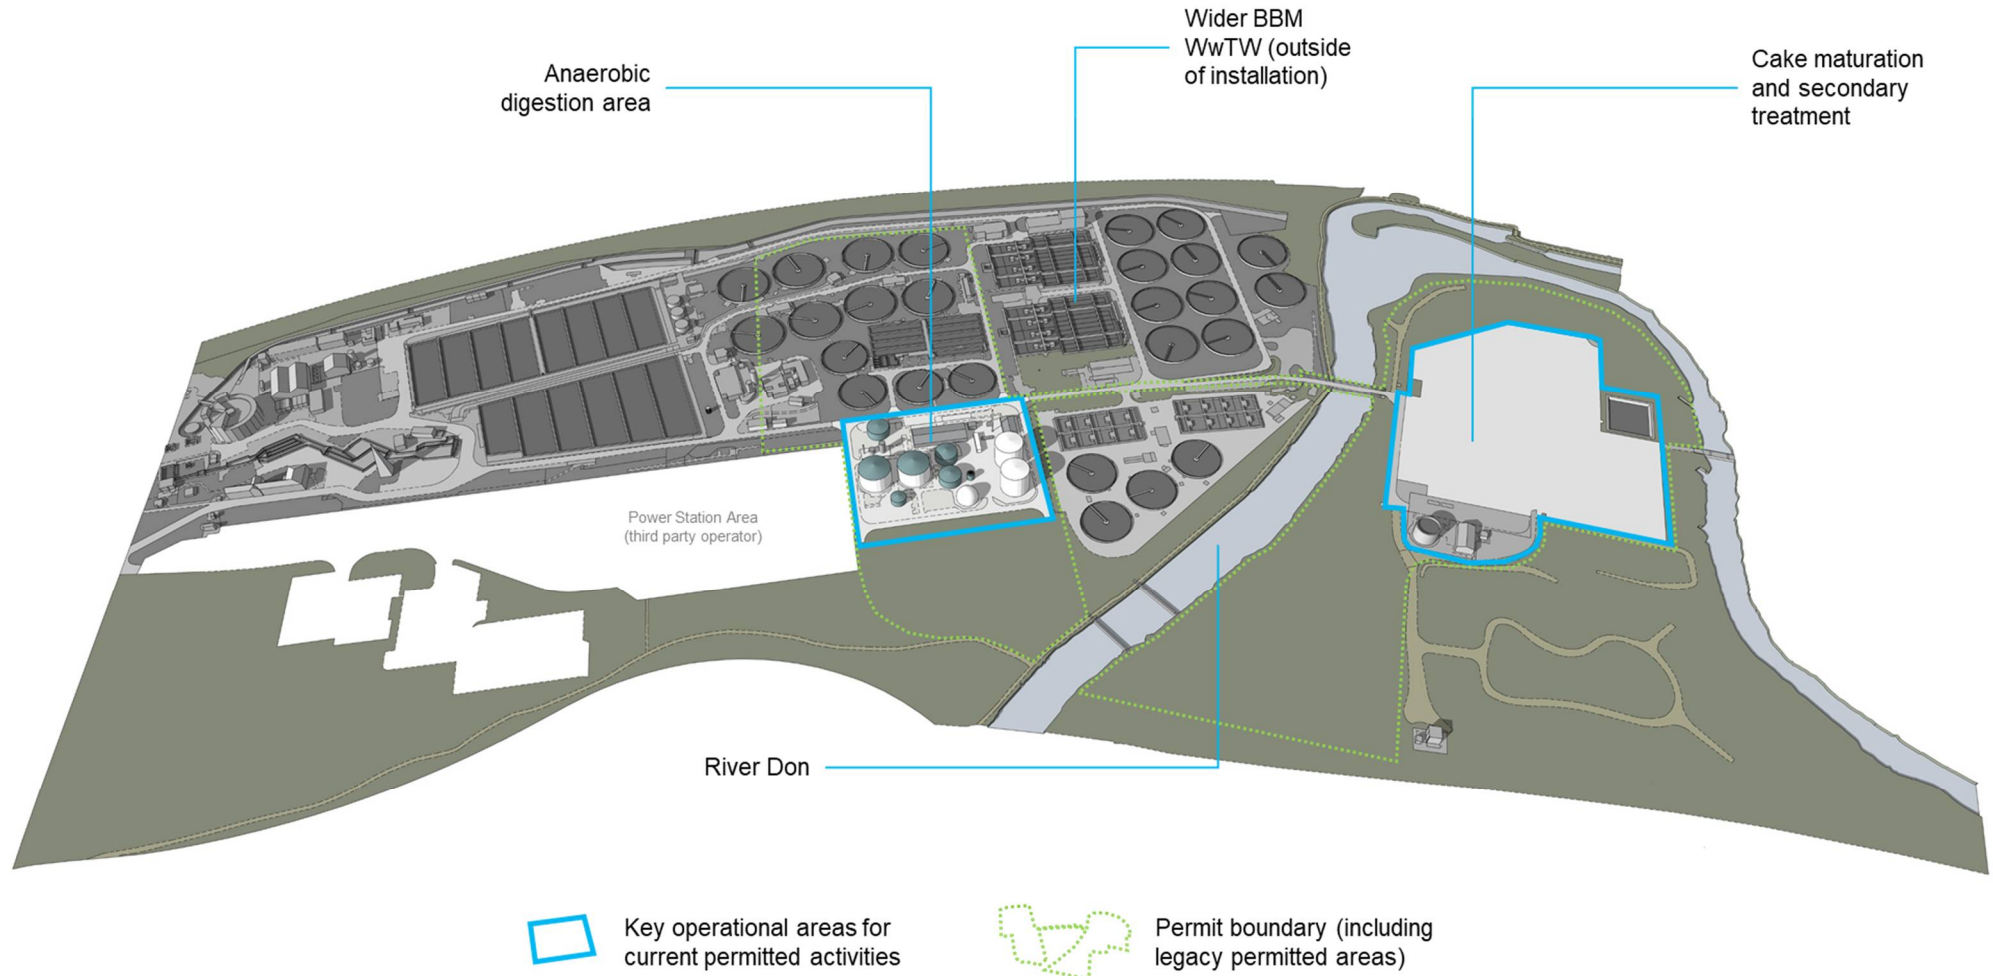 Wider BBM
WwTW (outside
of installation)
Anaerobic
digestion area
Cake maturation
and secondary
treatment
Power Station Area
(third party operator)
River Don
Key operational areas for
current permitted activities
Permit boundary (including
legacy permitted areas)